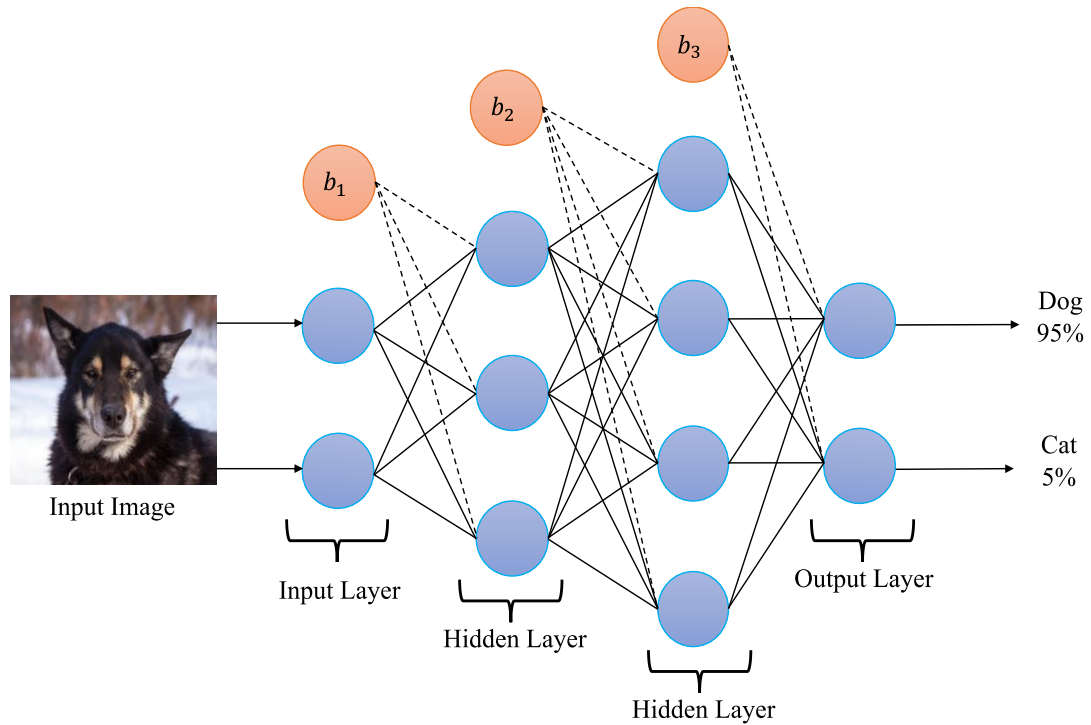 b₃
b₂
b₁
Dog
95%
Cat
5%
Input Image
Input Layer
Output Layer
Hidden Layer
Hidden Layer